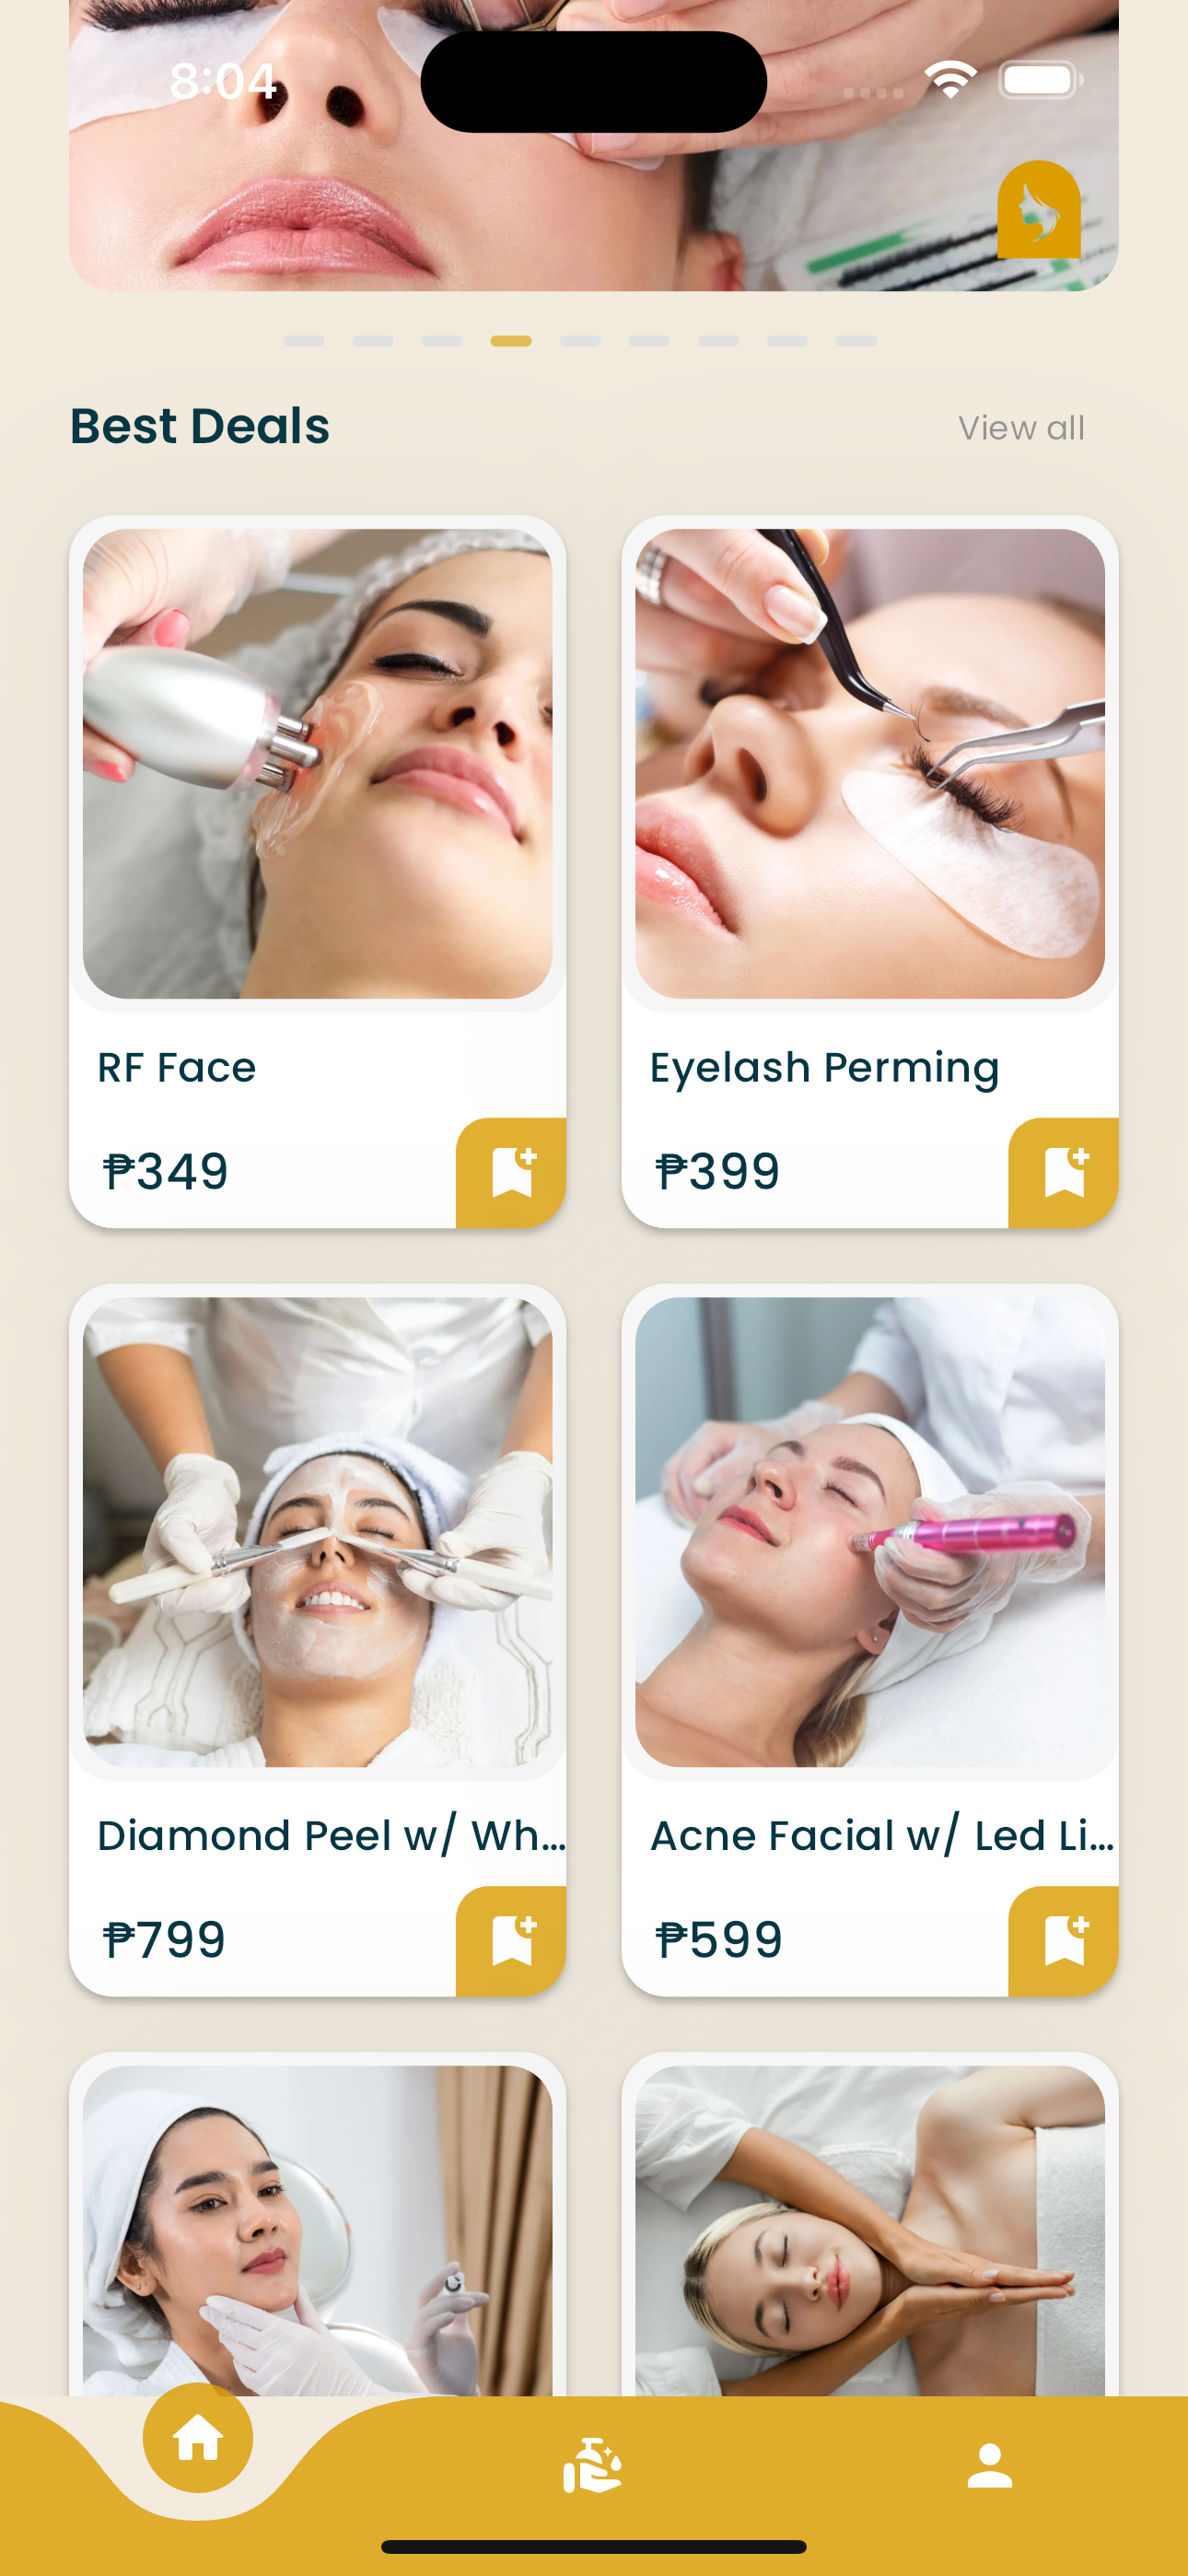 8:04
Best Deals
View all
RF Face
Eyelash Perming
₱349
₱399
Diamond Peel w/ Wh...
Acne Facial w/ Led Li...
₱799
₱599